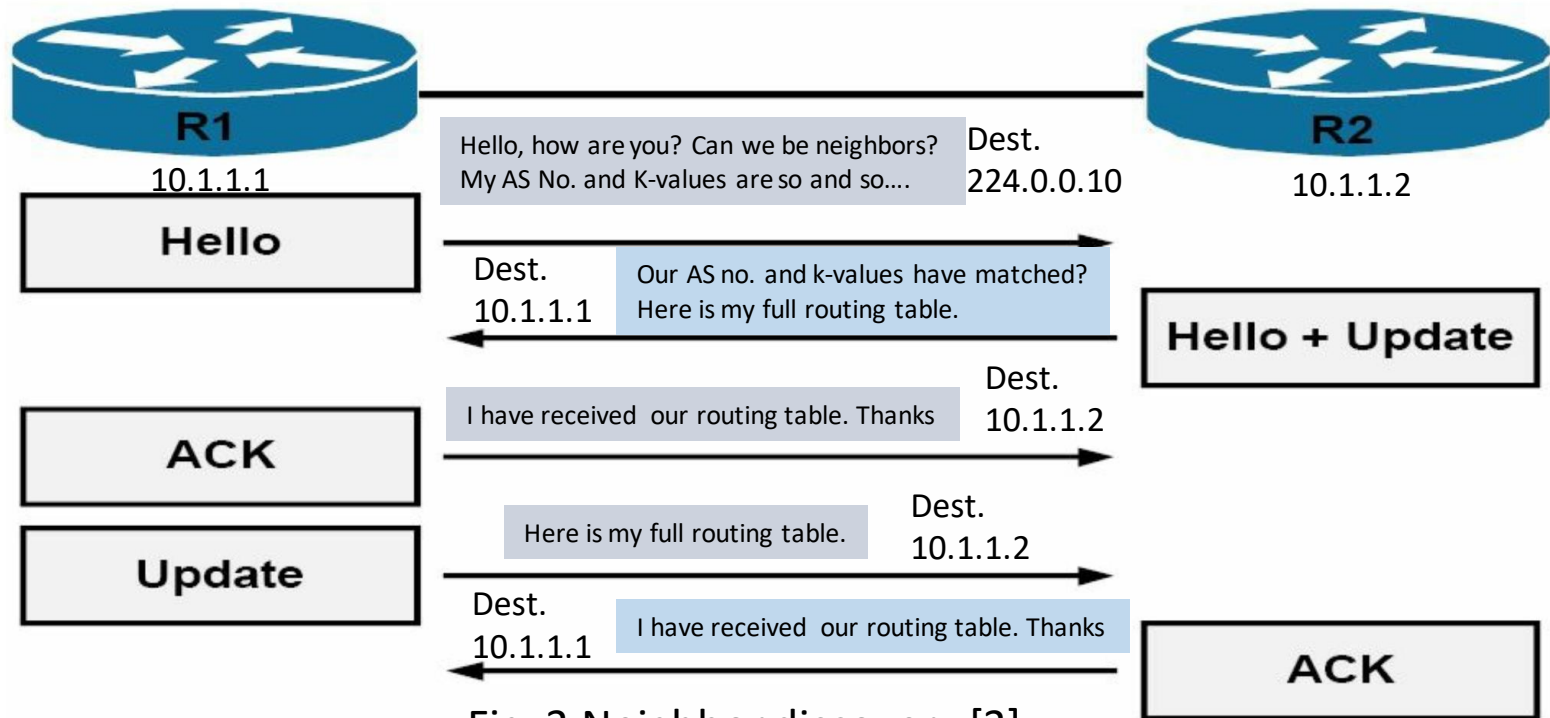 R1
R2
10.1.1.1
10.1.1.2
Hello, how are you? Can we be neighbors?
My AS No. and K-values are so and so....
Dest.
224.0.0.10
Hello
Dest.
10.1.1.1
Our AS no. and k-values have matched?
Here is my full routing table.
Hello + Update
I have received our routing table. Thanks
Dest.
10.1.1.2
ACK
Here is my full routing table.
Dest.
10.1.1.2
Update
Dest.
10.1.1.1
I have received our routing table. Thanks
ACK